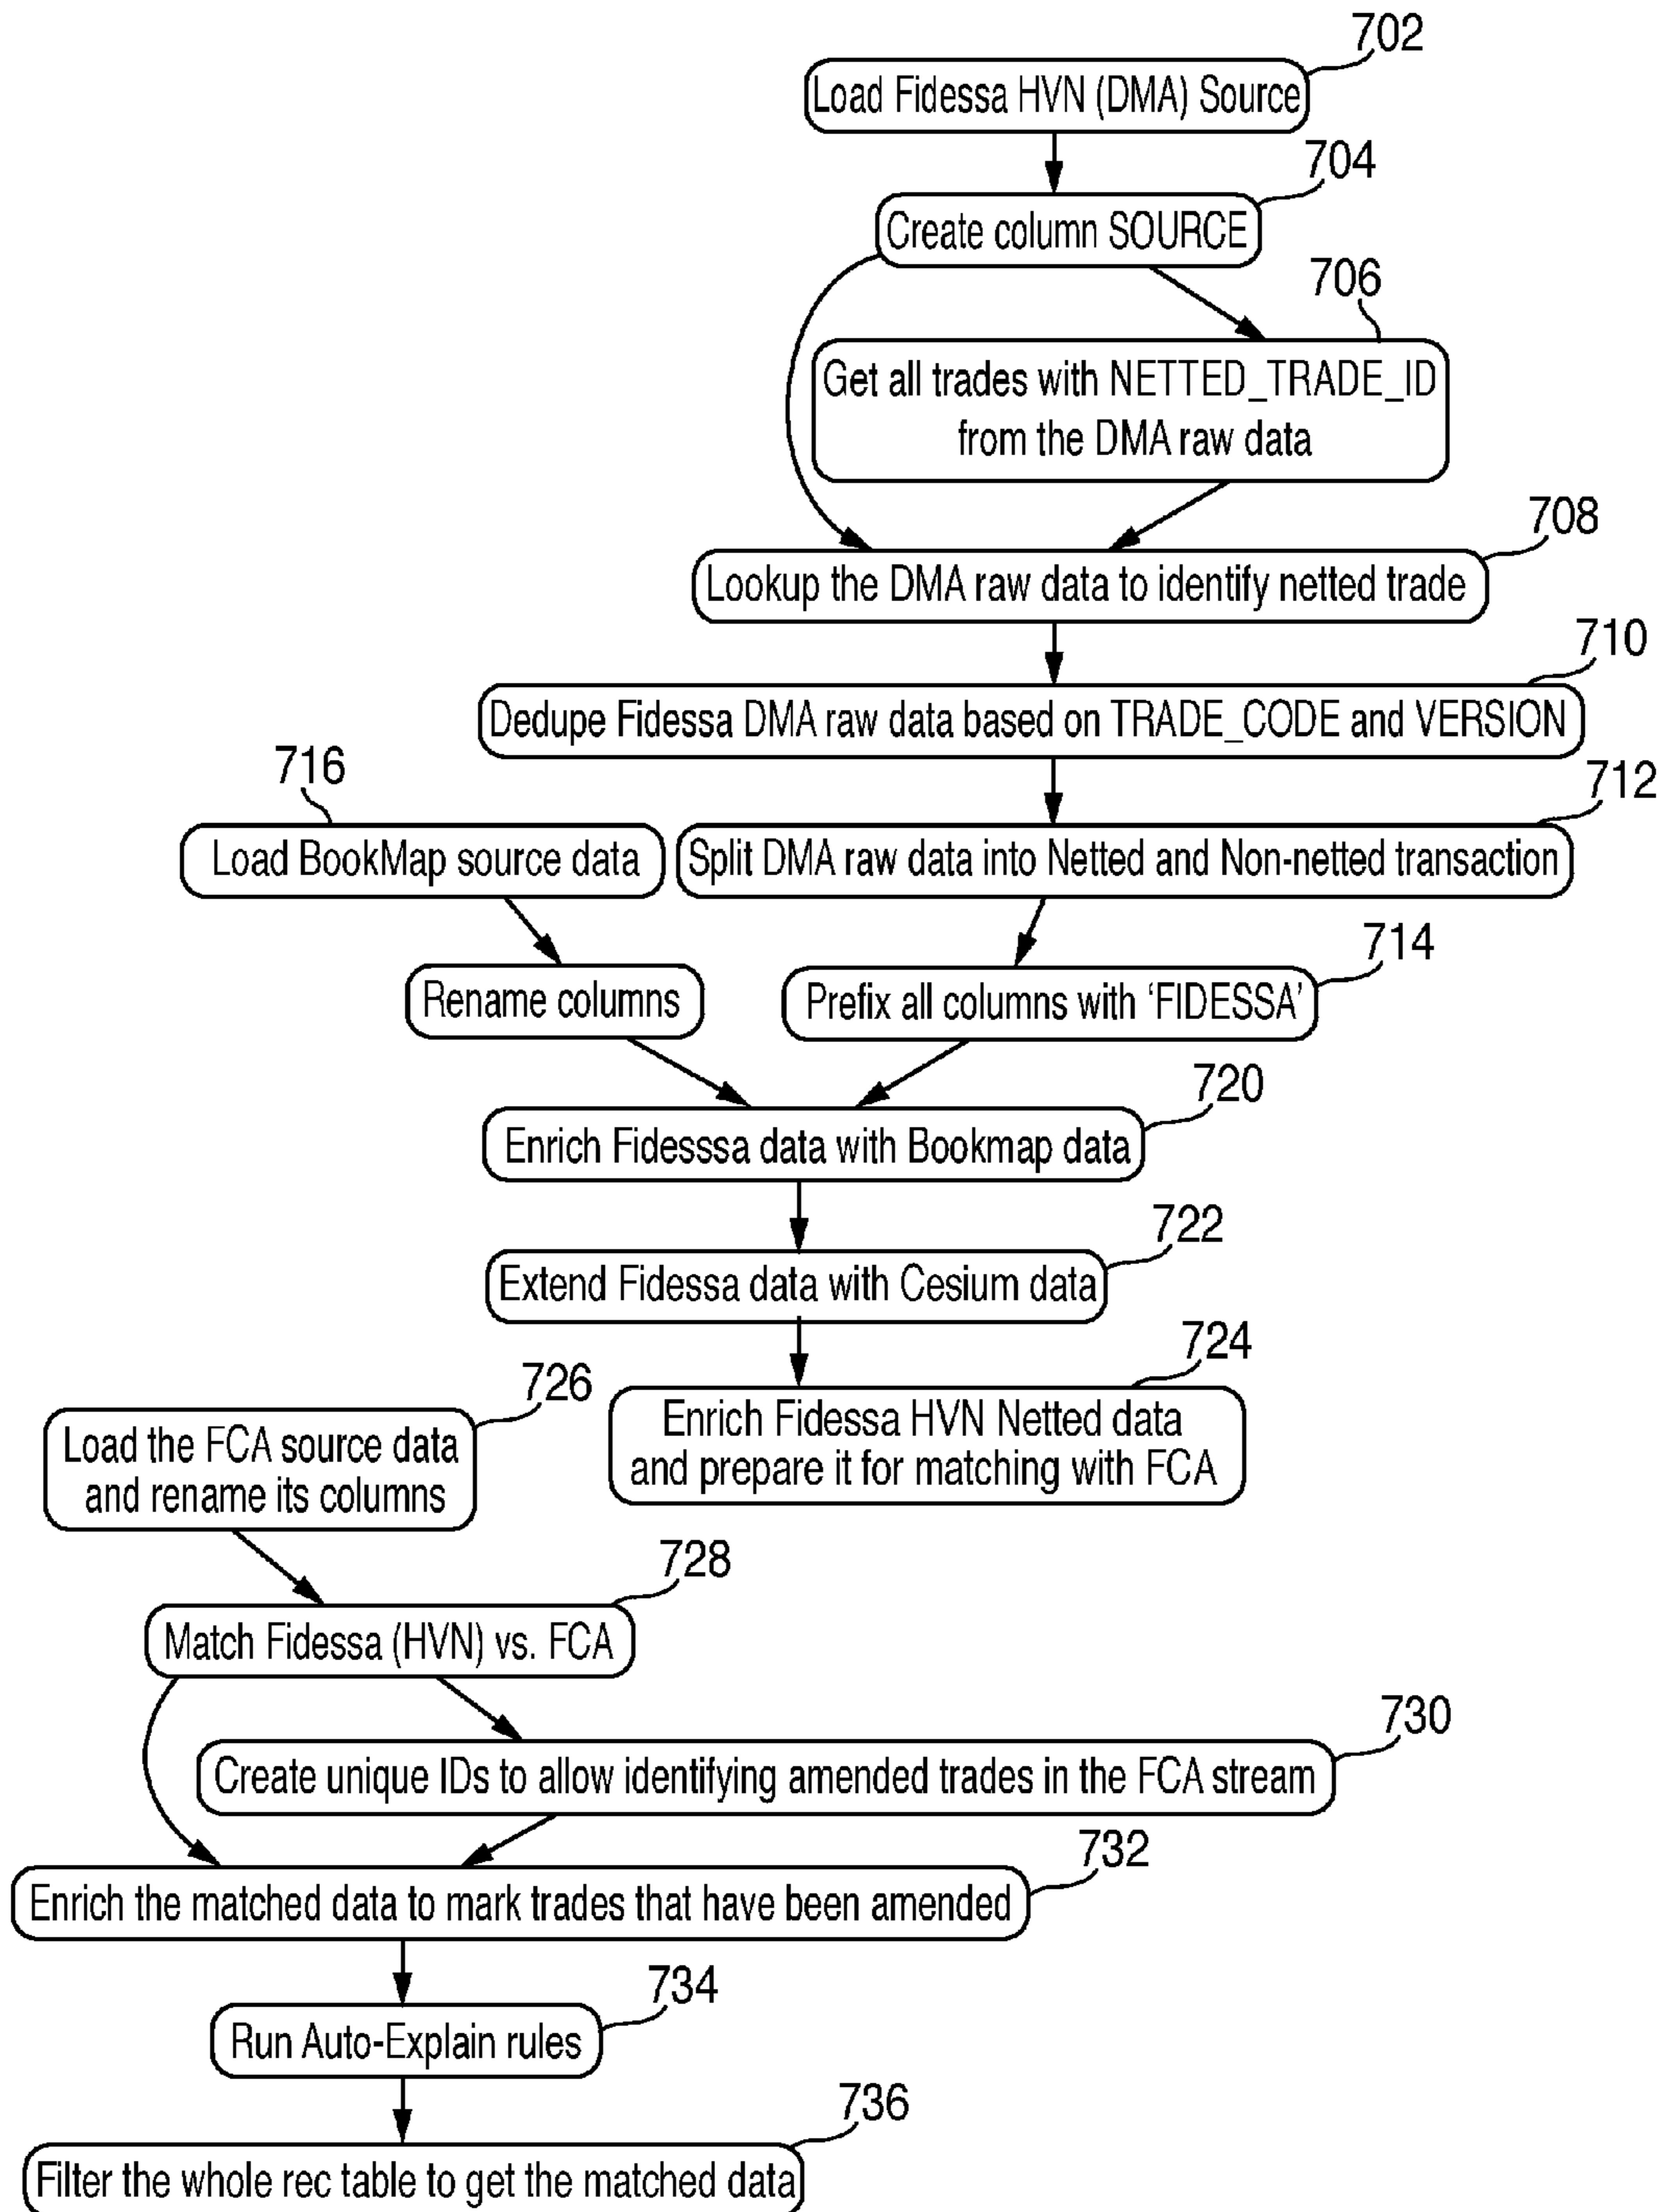 702
Load Fidessa HVN (DMA) Source
704
Create column SOURCE
706
Get all trades with NETTED_TRADE_ID
from the DMA raw data
708
Lookup the DMA raw data to identify netted trade
710
Dedupe Fidessa DMA raw data based on TRADE_CODE and VERSION
716
712
Load BookMap source data
Split DMA raw data into Netted and Non-netted transaction
714
Rename columns
Prefix all columns with ‘FIDESSA’
720
Enrich Fidesssa data with Bookmap data
722
Extend Fidessa data with Cesium data
724
Enrich Fidessa HVN Netted data
and prepare it for matching with FCA
726
Load the FCA source data
and rename its columns
728
Match Fidessa (HVN) vs. FCA
730
Create unique IDs to allow identifying amended trades in the FCA stream
732
Enrich the matched data to mark trades that have been amended
734
Run Auto-Explain rules
736
Filter the whole rec table to get the matched data